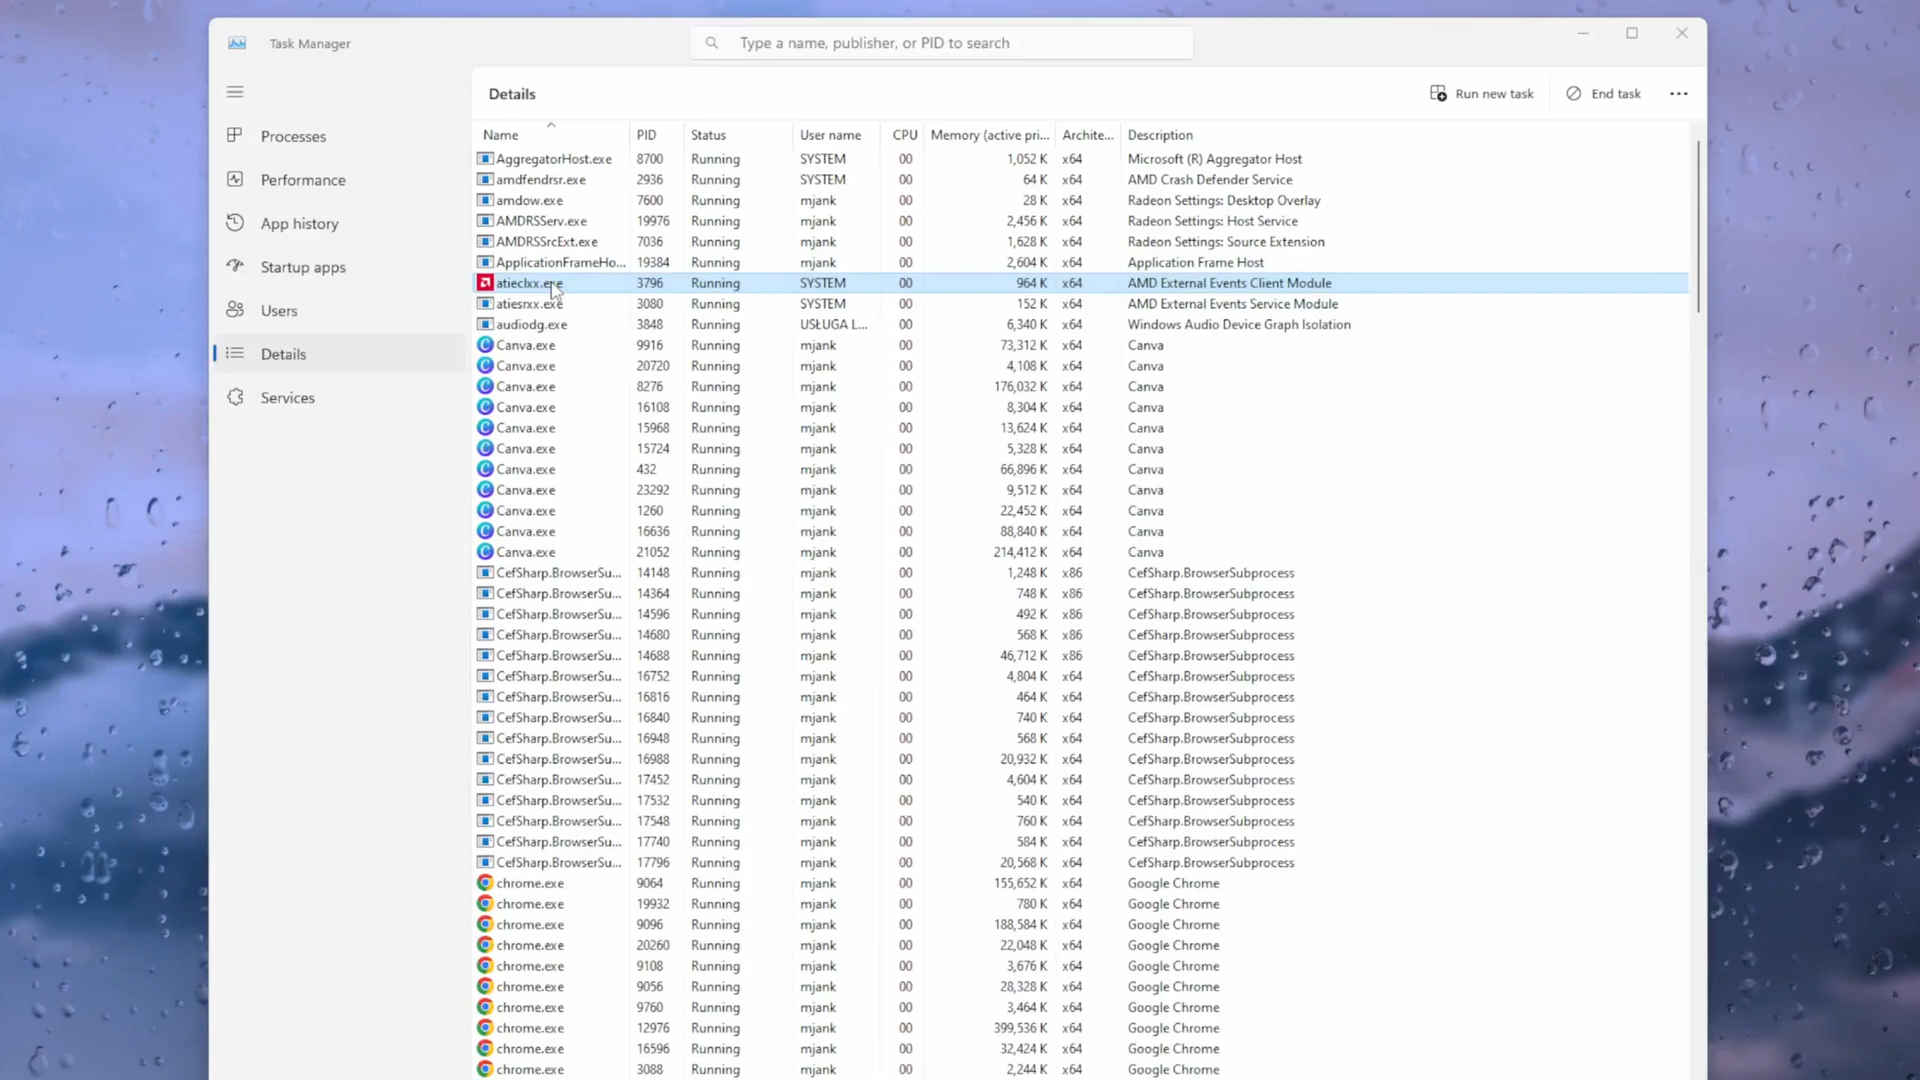 Task Manager
Type a name, publisher, or PID to search
Details
Run new task
End task
Processes
Performance
App history
Startup apps
Users
Details
Services
Name PID Status User name CPU Memory (active pri... Archite... Description
AggregatorHost.exe 8700 Running SYSTEM 00 1,052 K x64 Microsoft (R) Aggregator Host
amdfendrsr.exe 2936 Running SYSTEM 00 64 K x64 AMD Crash Defender Service
amdow.exe 7600 Running mjank 00 28 K x64 Radeon Settings: Desktop Overlay
AMDRSServ.exe 19976 Running mjank 00 2,456 K x64 Radeon Settings: Host Service
AMDRSSrcExt.exe 7036 Running mjank 00 1,628 K x64 Radeon Settings: Source Extension
ApplicationFrameHo... 19384 Running mjank 00 2,604 K x64 Application Frame Host
atieclxx.exe 3796 Running SYSTEM 00 964 K x64 AMD External Events Client Module
atiesrxx.exe 3080 Running SYSTEM 00 152 K x64 AMD External Events Service Module
audiodg.exe 3848 Running USŁUGA L... 00 6,340 K x64 Windows Audio Device Graph Isolation
Canva.exe 9916 Running mjank 00 73,312 K x64 Canva
Canva.exe 20720 Running mjank 00 4,108 K x64 Canva
Canva.exe 8276 Running mjank 00 176,032 K x64 Canva
Canva.exe 16108 Running mjank 00 8,304 K x64 Canva
Canva.exe 15968 Running mjank 00 13,624 K x64 Canva
Canva.exe 15724 Running mjank 00 5,328 K x64 Canva
Canva.exe 432 Running mjank 00 66,896 K x64 Canva
Canva.exe 23292 Running mjank 00 9,512 K x64 Canva
Canva.exe 1260 Running mjank 00 22,452 K x64 Canva
Canva.exe 16636 Running mjank 00 88,840 K x64 Canva
Canva.exe 21052 Running mjank 00 214,412 K x64 Canva
CefSharp.BrowserSu... 14148 Running mjank 00 1,248 K x86 CefSharp.BrowserSubprocess
CefSharp.BrowserSu... 14364 Running mjank 00 748 K x86 CefSharp.BrowserSubprocess
CefSharp.BrowserSu... 14596 Running mjank 00 492 K x86 CefSharp.BrowserSubprocess
CefSharp.BrowserSu... 14680 Running mjank 00 568 K x86 CefSharp.BrowserSubprocess
CefSharp.BrowserSu... 14688 Running mjank 00 46,712 K x86 CefSharp.BrowserSubprocess
CefSharp.BrowserSu... 16752 Running mjank 00 4,804 K x64 CefSharp.BrowserSubprocess
CefSharp.BrowserSu... 16816 Running mjank 00 464 K x64 CefSharp.BrowserSubprocess
CefSharp.BrowserSu... 16840 Running mjank 00 740 K x64 CefSharp.BrowserSubprocess
CefSharp.BrowserSu... 16948 Running mjank 00 568 K x64 CefSharp.BrowserSubprocess
CefSharp.BrowserSu... 16988 Running mjank 00 20,932 K x64 CefSharp.BrowserSubprocess
CefSharp.BrowserSu... 17452 Running mjank 00 4,604 K x64 CefSharp.BrowserSubprocess
CefSharp.BrowserSu... 17532 Running mjank 00 540 K x64 CefSharp.BrowserSubprocess
CefSharp.BrowserSu... 17548 Running mjank 00 760 K x64 CefSharp.BrowserSubprocess
CefSharp.BrowserSu... 17740 Running mjank 00 584 K x64 CefSharp.BrowserSubprocess
CefSharp.BrowserSu... 17796 Running mjank 00 20,568 K x64 CefSharp.BrowserSubprocess
chrome.exe 9064 Running mjank 00 155,652 K x64 Google Chrome
chrome.exe 19932 Running mjank 00 780 K x64 Google Chrome
chrome.exe 9096 Running mjank 00 188,584 K x64 Google Chrome
chrome.exe 20260 Running mjank 00 22,048 K x64 Google Chrome
chrome.exe 9108 Running mjank 00 3,676 K x64 Google Chrome
chrome.exe 9056 Running mjank 00 28,328 K x64 Google Chrome
chrome.exe 9760 Running mjank 00 3,464 K x64 Google Chrome
chrome.exe 12976 Running mjank 00 399,536 K x64 Google Chrome
chrome.exe 16596 Running mjank 00 32,424 K x64 Google Chrome
chrome.exe 3088 Running mjank 00 2,244 K x64 Google Chrome